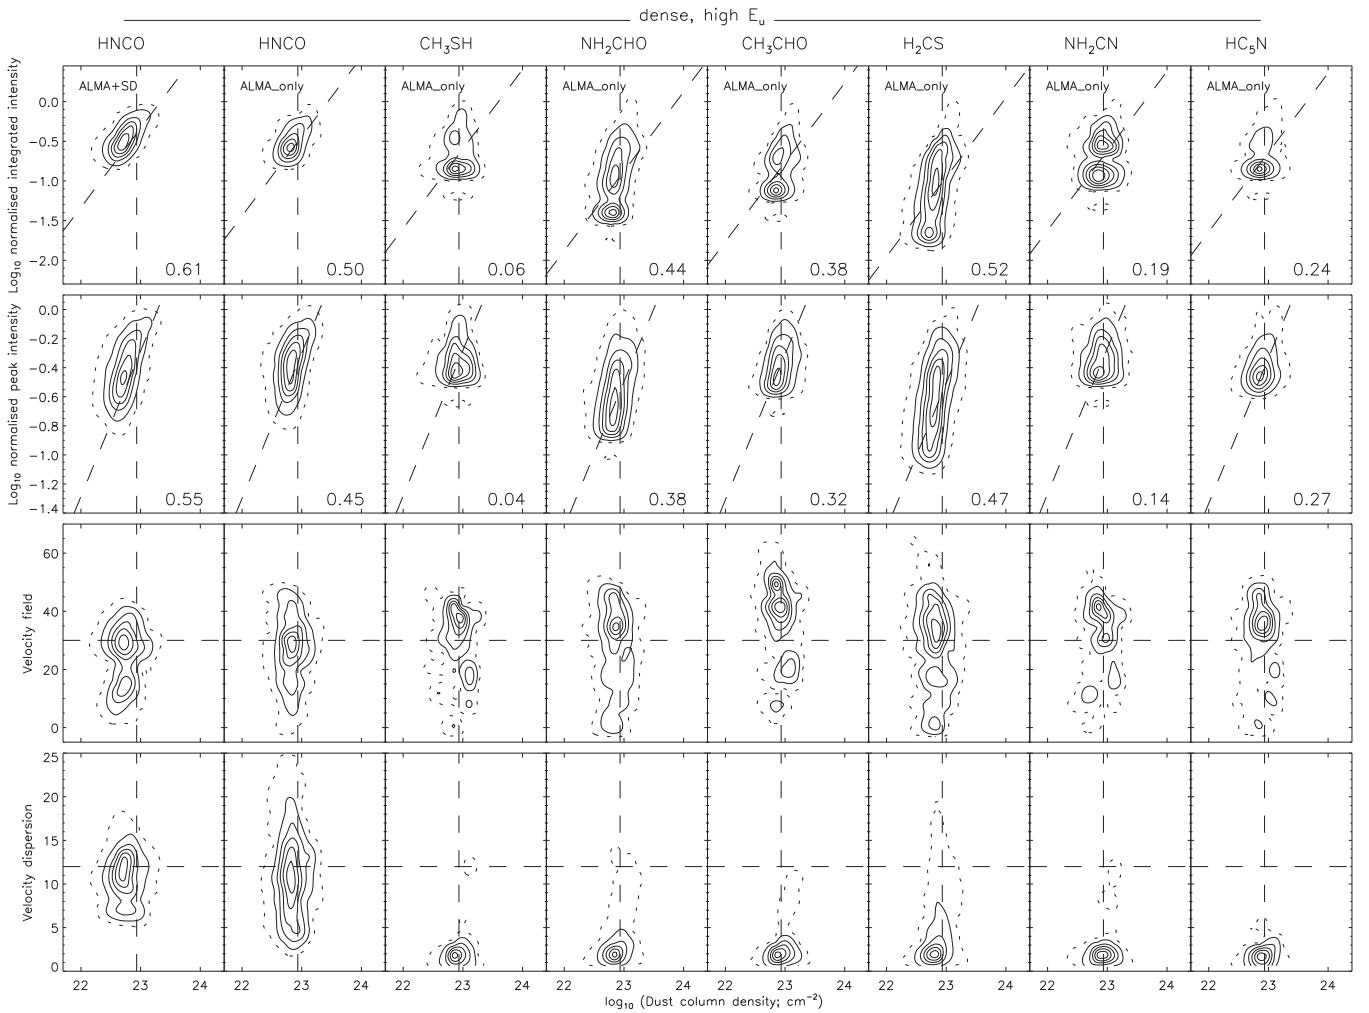 dense, high E_u
HNCO HNCO CH₃SH NH₂CHO CH₃CHO H₂CS NH₂CN HC₅N
Log₁₀ normalised integrated intensity
0.0
−0.5
−1.0
−1.5
−2.0
ALMA+SD ALMA_only ALMA_only ALMA_only ALMA_only ALMA_only ALMA_only ALMA_only
0.61 0.50 0.06 0.44 0.38 0.52 0.19 0.24
Log₁₀ normalised peak intensity
0.0
−0.2
−0.4
−0.6
−0.8
−1.0
−1.2
−1.4
0.55 0.45 0.04 0.38 0.32 0.47 0.14 0.27
Velocity field
60
40
20
0
Velocity dispersion
25
20
15
10
5
0
22 23 24 22 23 24 22 23 24 22 23 24 22 23 24 22 23 24 22 23 24 22 23 24
log₁₀ (Dust column density; cm⁻²)